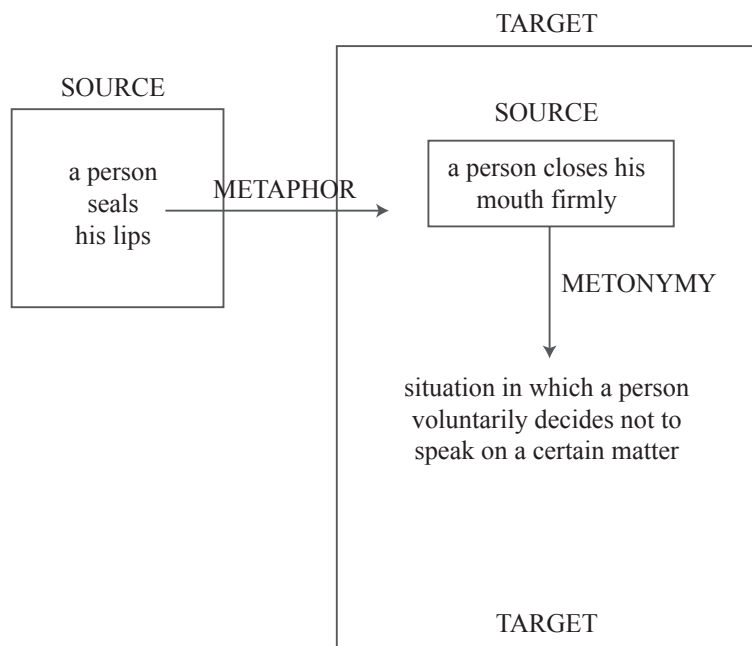 TARGET
SOURCE
a person
seals
his lips
METAPHOR
SOURCE
a person closes his
mouth firmly
METONYMY
situation in which a person
voluntarily decides not to
speak on a certain matter
TARGET